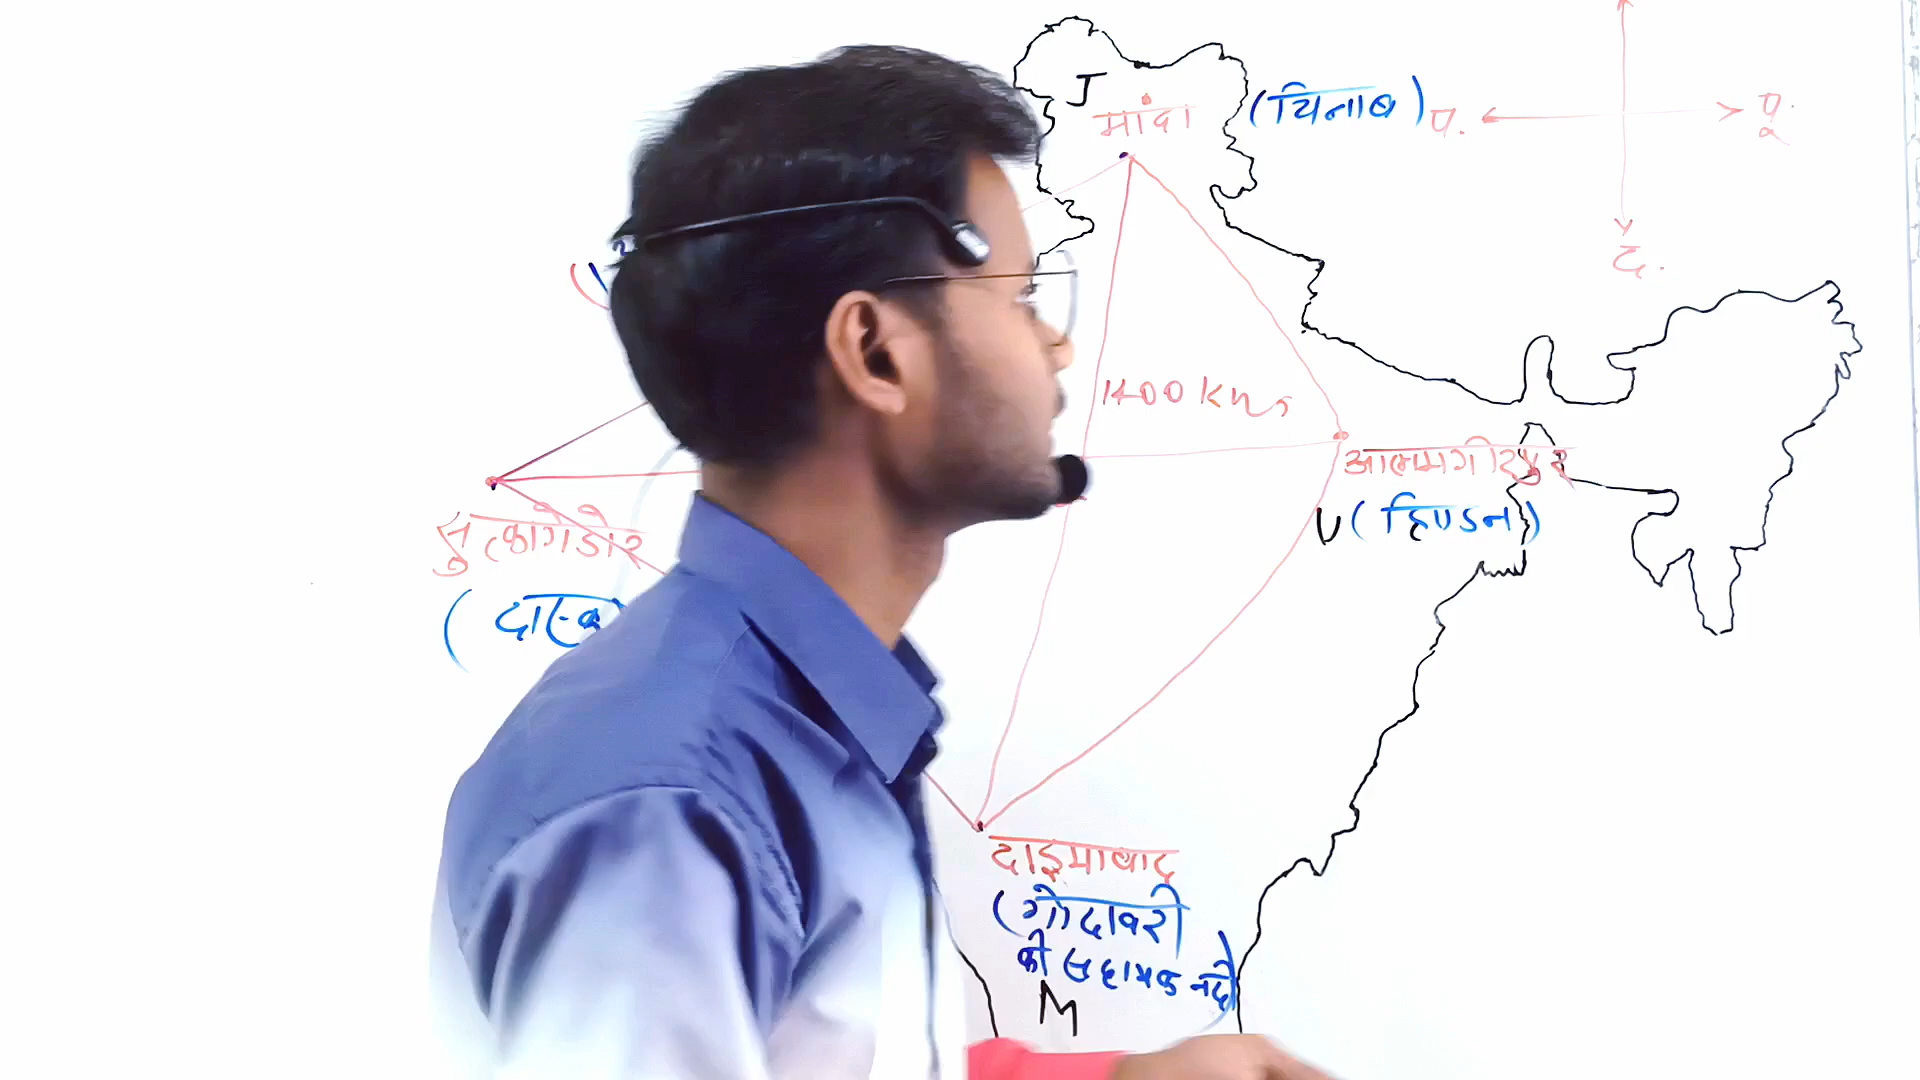 J
मांदा
(चिनाब)
प.
पू.
द.
1400 km,
आलमगीरपुर
U (हिण्डन)
सुत्कागेंडोर
(दाश्क
दाइमाबाद
(गोदावरी
की सहायक नदी)
M